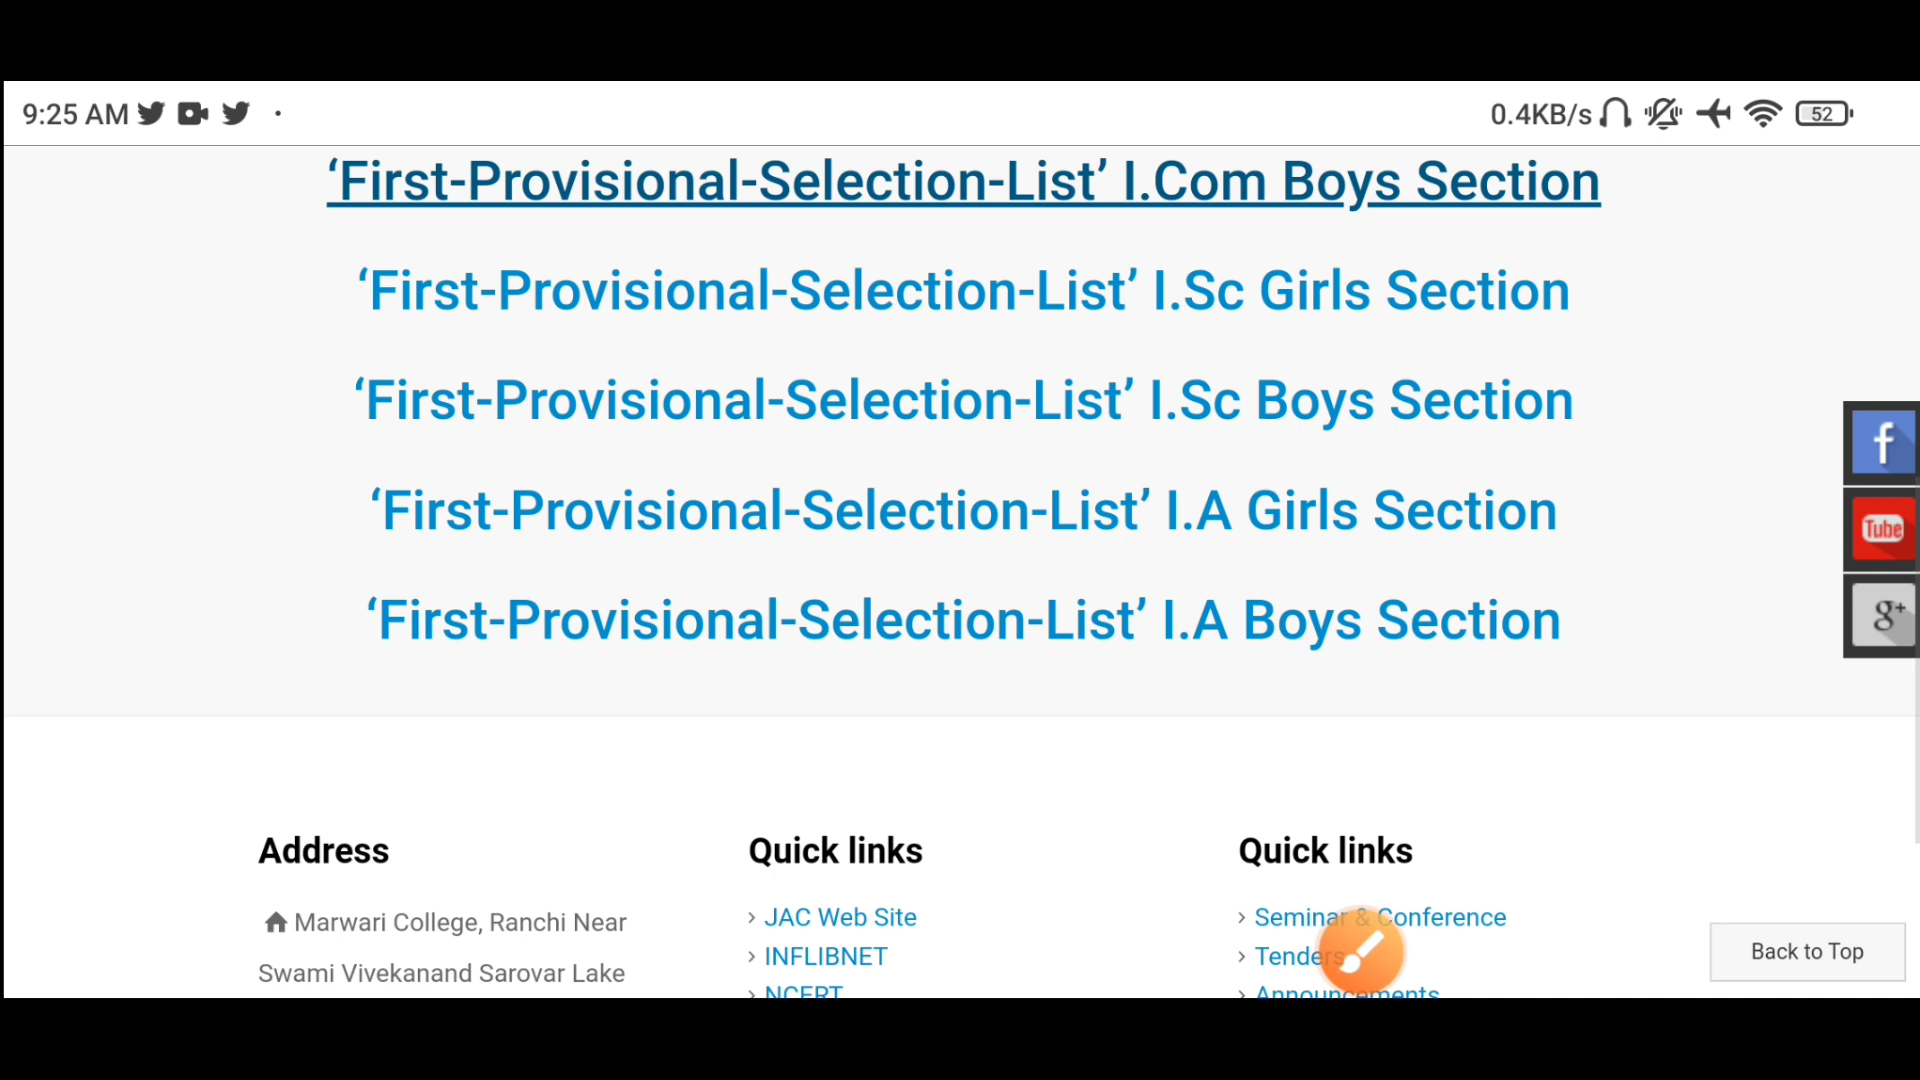 9:25 AM
0.4KB/s
52
‘First-Provisional-Selection-List’ I.Com Boys Section
‘First-Provisional-Selection-List’ I.Sc Girls Section
‘First-Provisional-Selection-List’ I.Sc Boys Section
‘First-Provisional-Selection-List’ I.A Girls Section
‘First-Provisional-Selection-List’ I.A Boys Section
f
Tube
g+
Address
Marwari College, Ranchi Near
Swami Vivekanand Sarovar Lake
Quick links
› JAC Web Site
› INFLIBNET
› NCERT
Quick links
› Seminar & Conference
› Tenders
› Announcements
Back to Top